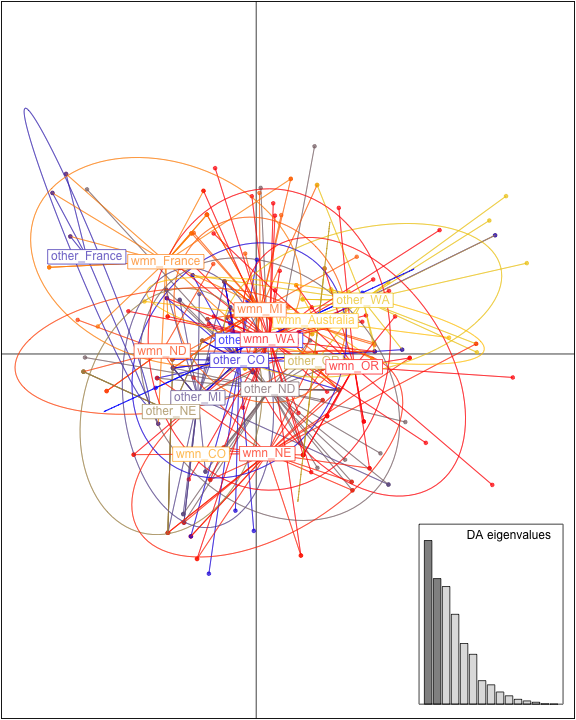 other_France
wmn_France
other_WA
wmn_MI
wmn_Australia
wmn_WA
wmn_ND
other_CO
wmn_OR
other_ND
other_MI
other_NE
wmn_CO
wmn_NE
DA eigenvalues